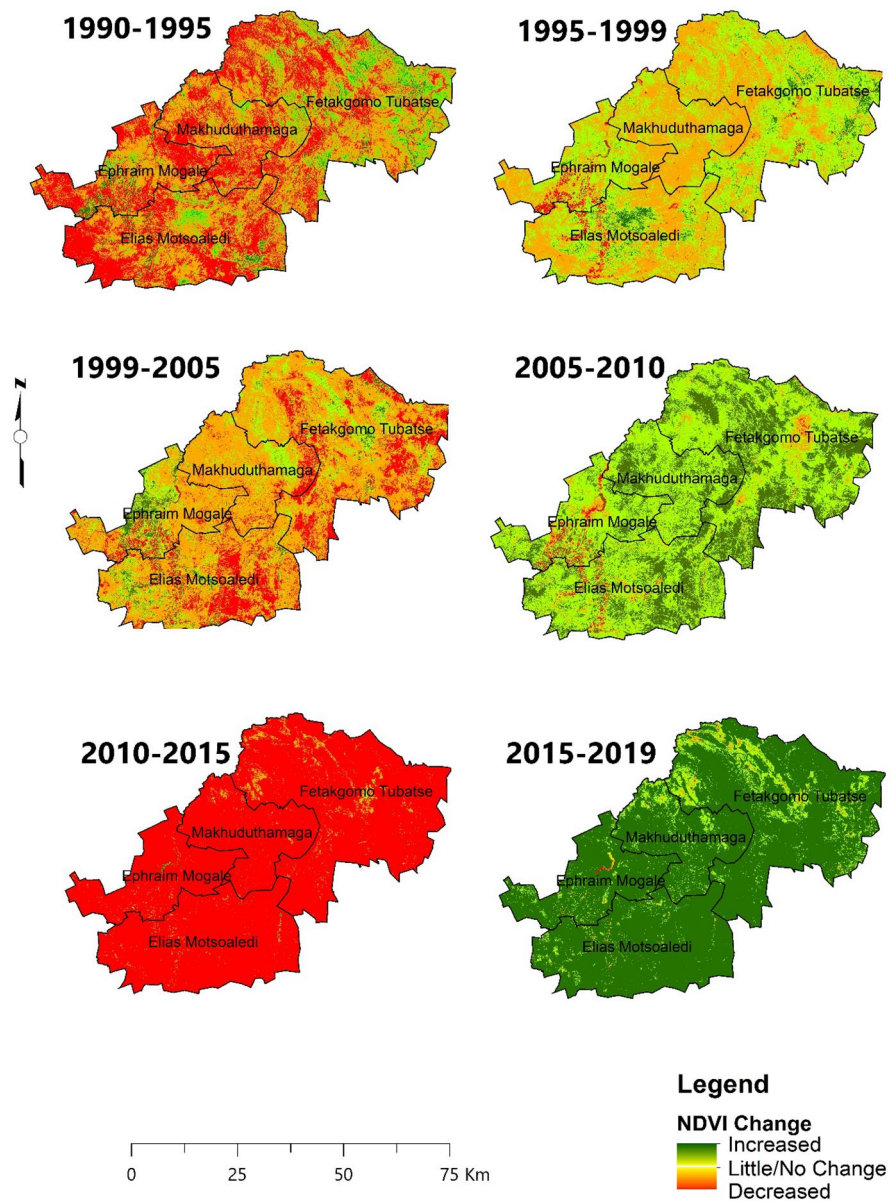 1990-1995
Fetakgomo Tubatse
Makhuduthamaga
Ephraim Mogale
Elias Motsoaledi
1995-1999
Fetakgomo Tubatse
Makhuduthamaga
Ephraim Mogale
Elias Motsoaledi
1999-2005
Fetakgomo Tubatse
Makhuduthamaga
Ephraim Mogale
Elias Motsoaledi
2005-2010
Fetakgomo Tubatse
Makhuduthamaga
Ephraim Mogale
Elias Motsoaledi
N
2010-2015
Fetakgomo Tubatse
Makhuduthamaga
Ephraim Mogale
Elias Motsoaledi
2015-2019
Fetakgomo Tubatse
Makhuduthamaga
Ephraim Mogale
Elias Motsoaledi
Legend
NDVI Change
Increased
Little/No Change
Decreased
0 25 50 75 Km